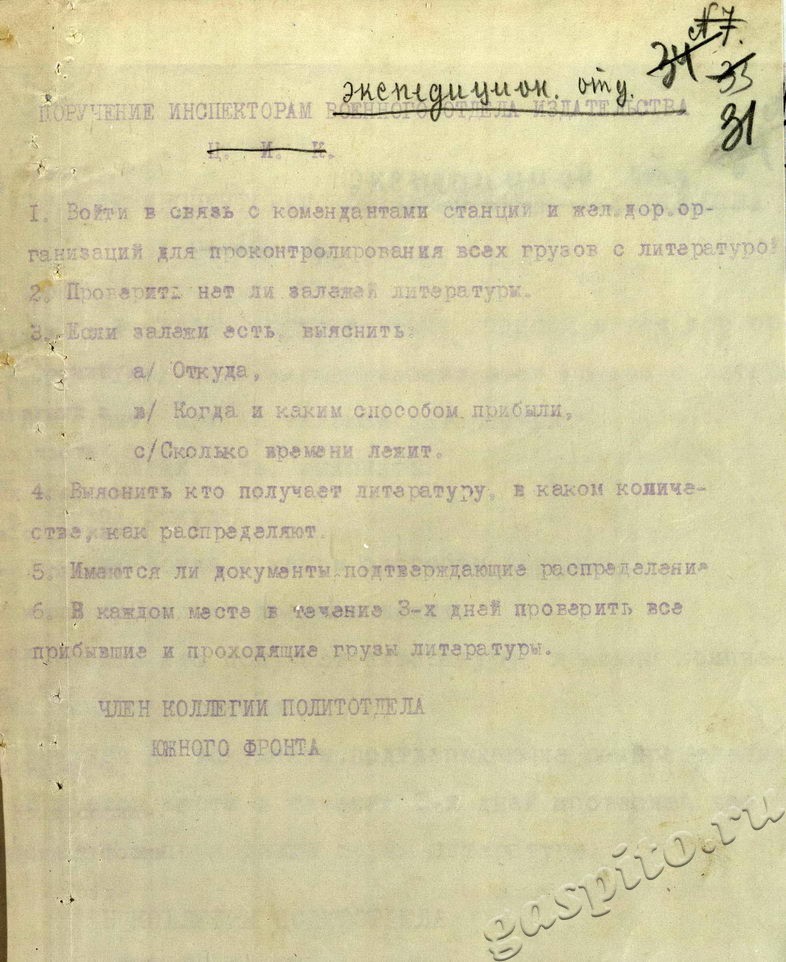 №7.
34 33
31
экспедицион. отд.
ПОРУЧЕНИЕ ИНСПЕКТОРАМ ВОЕННОГО ОТДЕЛА ИЗДАТЕЛЬСТВА
Ц. И. К.
1. Войти в связь с комендантами станций и жел.дор.ор-
ганизаций для проконтролирования всех грузов с литературо
2. Проверить нет ли залежей литературы.
3. Если залежи есть, выяснить:
а/ Откуда,
в/ Когда и каким способом прибыли,
с/Сколько времени лежит.
4. Выяснить кто получает литературу, в каком количе-
стве, как распределяют.
5. Имеются ли документы подтверждающие распределения
6. В каждом месте в течение 3-х дней проверить все
прибывшие и проходящие грузы литературы.
ЧЛЕН КОЛЛЕГИИ ПОЛИТОТДЕЛА
ЮЖНОГО ФРОНТА
gaspito.ru